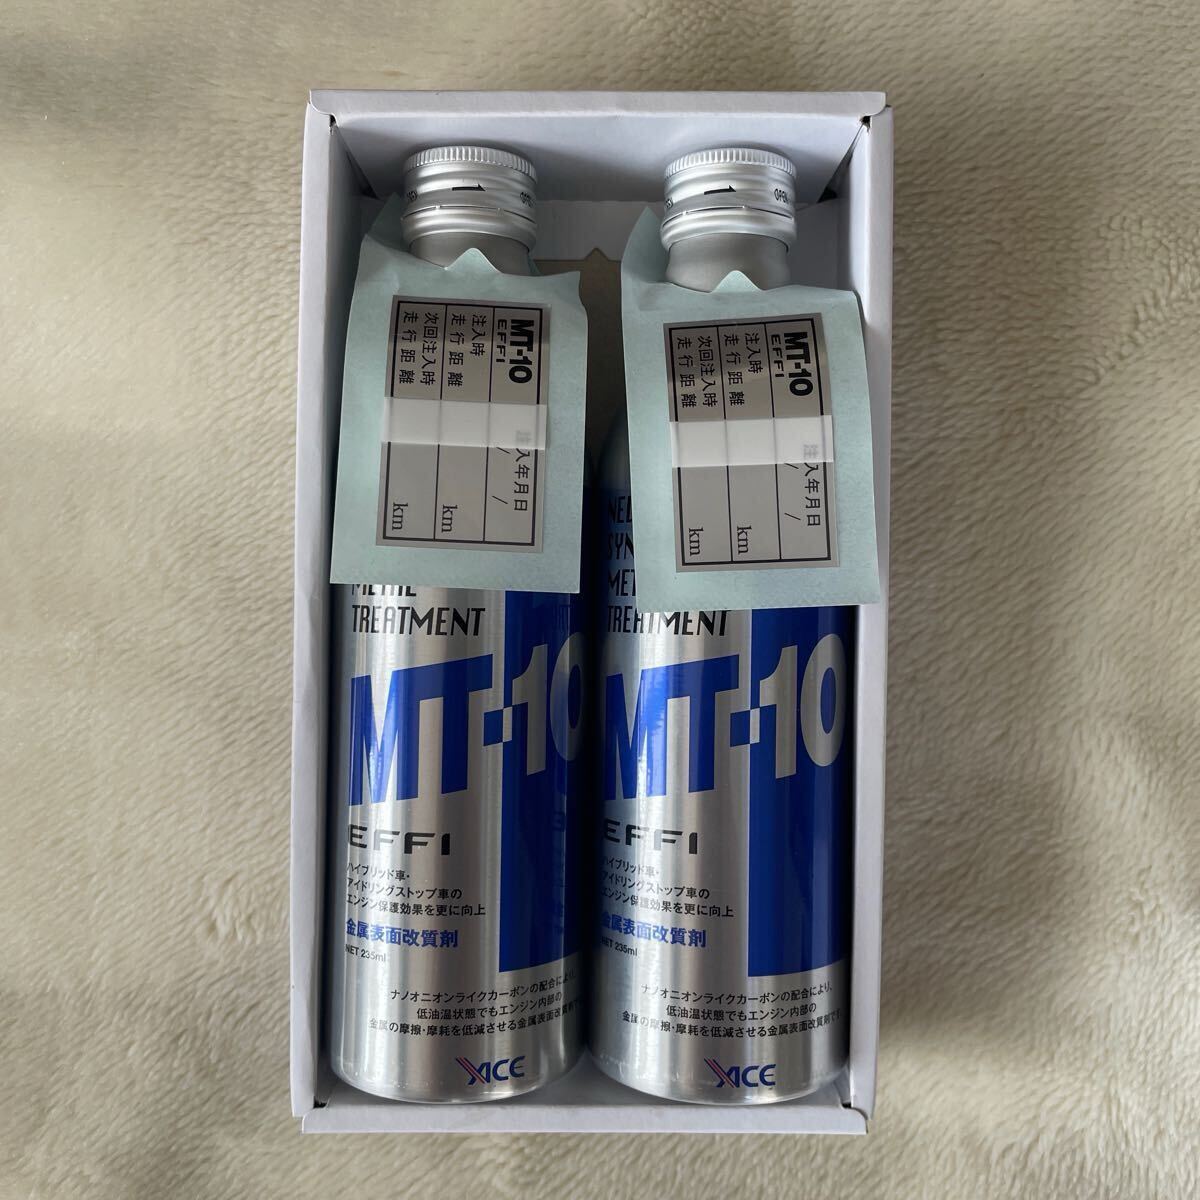 OPEN
1
OPEN
1
MT-10
EFFI
注入年月日
/ /
注入時
走行距離
km
次回注入時
走行距離
km
MT-10
EFFI
注入年月日
/ /
注入時
走行距離
km
次回注入時
走行距離
km
TREATMENT
MT-10
EFFI
ハイブリッド車・
アイドリングストップ車の
エンジン保護効果を更に向上
金属表面改質剤
NET 235ml
ナノオニオンライクカーボンの配合により、
低油温状態でもエンジン内部の
金属の摩擦・摩耗を低減させる金属表面改質剤
XACE
TREATMENT
MT-10
EFFI
ハイブリッド車・
アイドリングストップ車の
エンジン保護効果を更に向上
金属表面改質剤
NET 235ml
ナノオニオンライクカーボンの配合により、
低油温状態でもエンジン内部の
金属の摩擦・摩耗を低減させる金属表面改質剤です
XACE